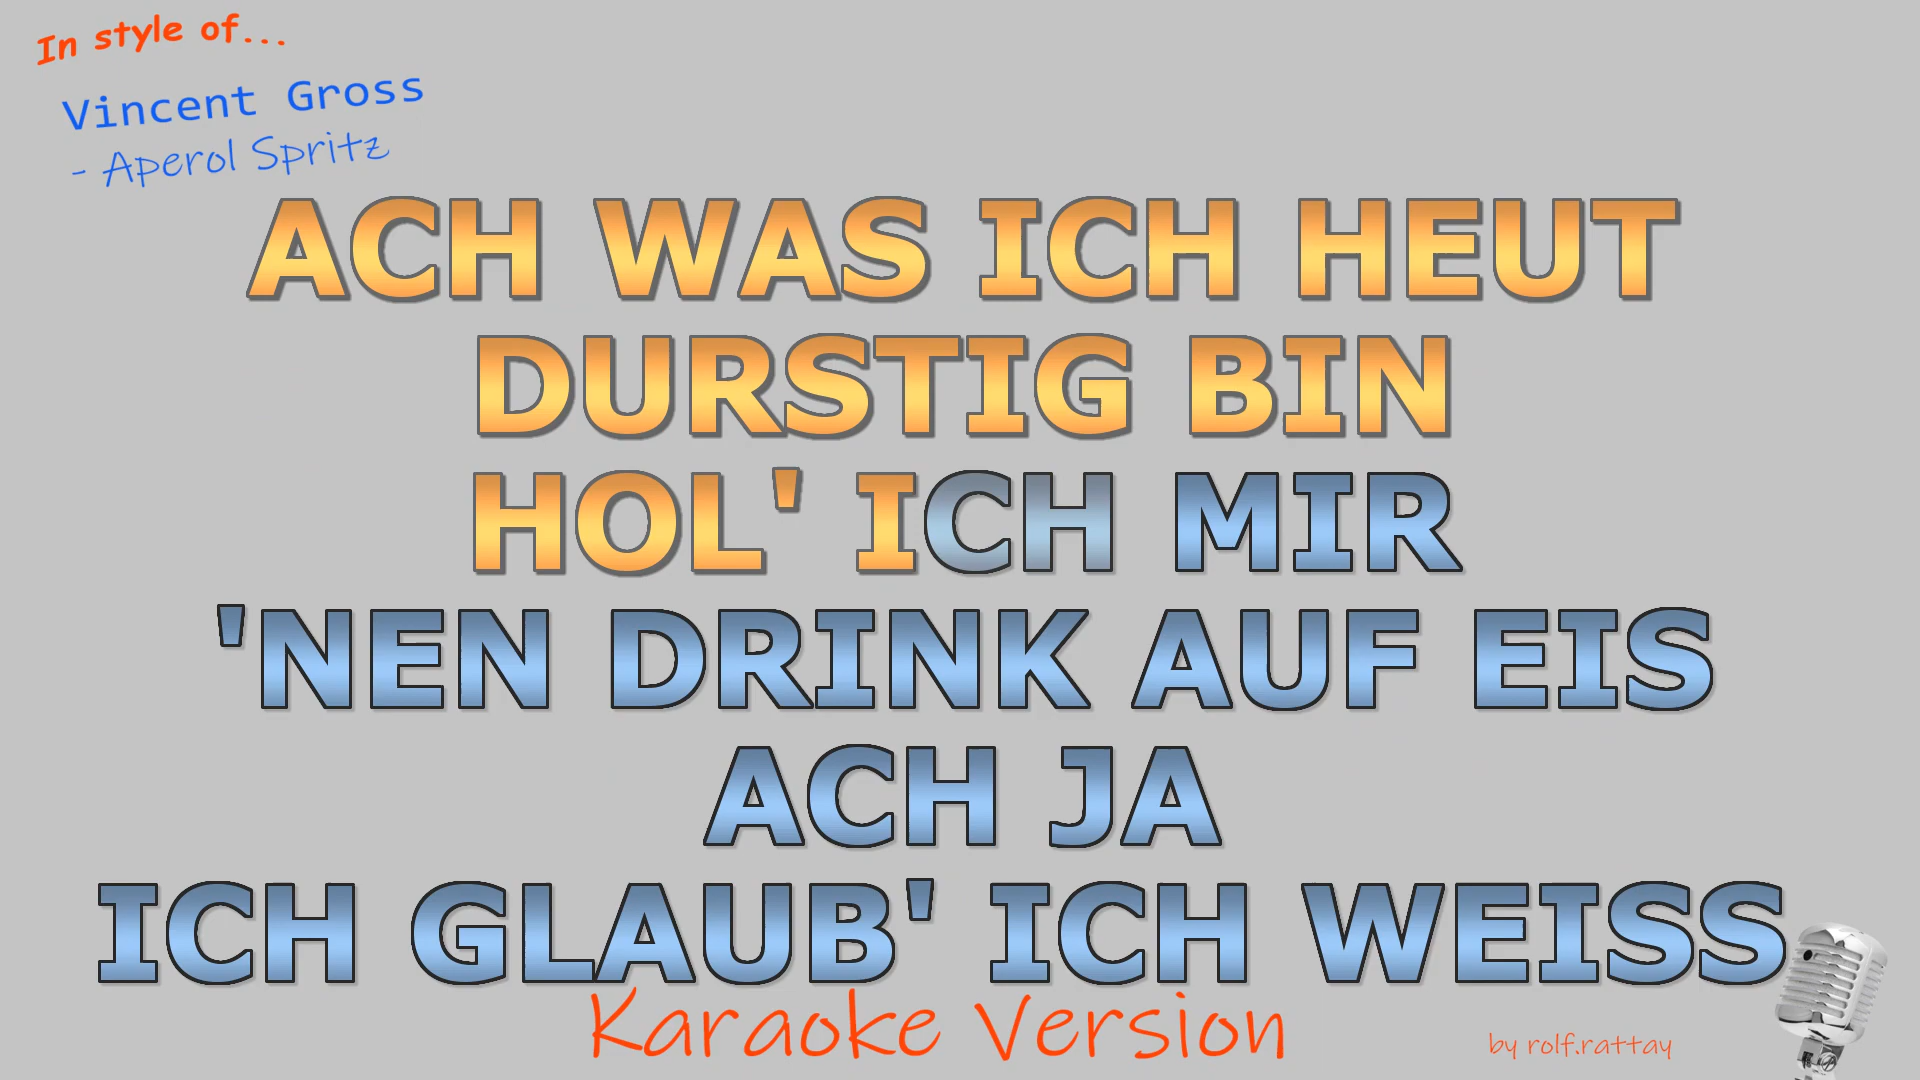 In style of...
Vincent Gross
- Aperol Spritz
ACH WAS ICH HEUT
DURSTIG BIN
HOL' ICH MIR
'NEN DRINK AUF EIS
ACH JA
ICH GLAUB' ICH WEISS
Karaoke Version
by rolf.rattay